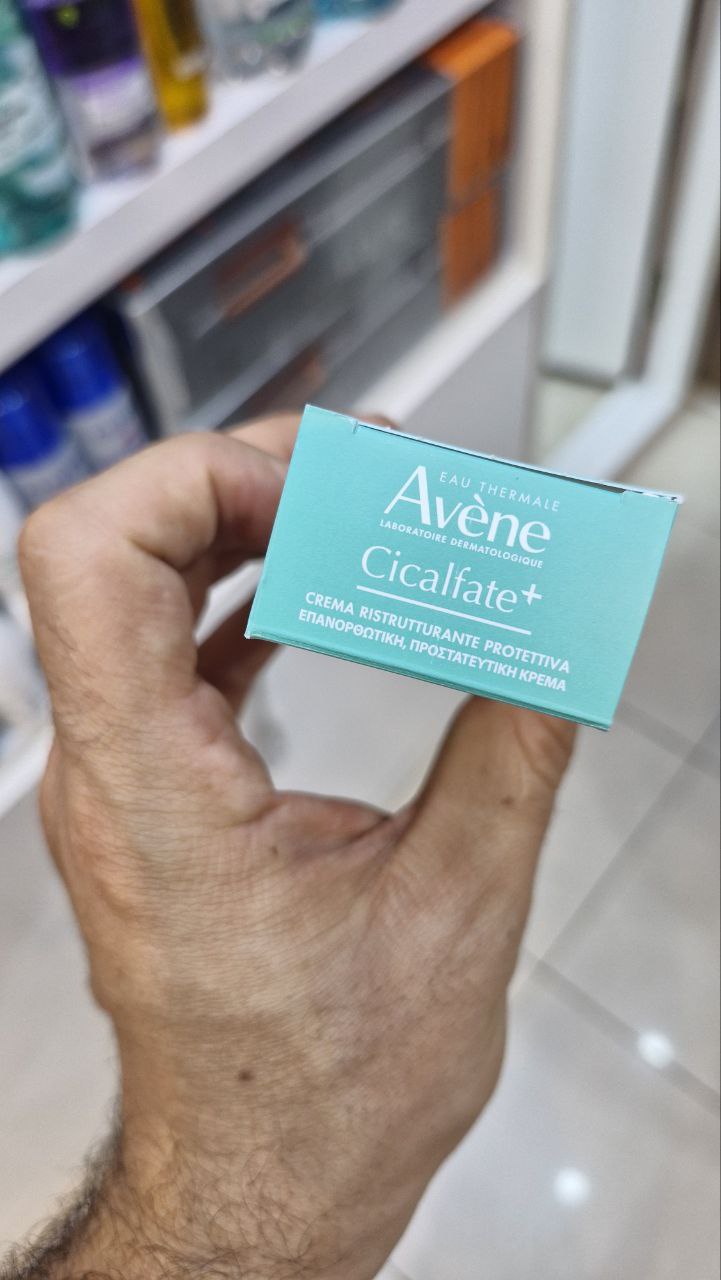 EAU THERMALE
Avène
LABORATOIRE DERMATOLOGIQUE
Cicalfate+
CREMA RISTRUTTURANTE PROTETTIVA
ΕΠΑΝΟΡΘΩΤΙΚΗ, ΠΡΟΣΤΑΤΕΥΤΙΚΗ ΚΡΕΜΑ